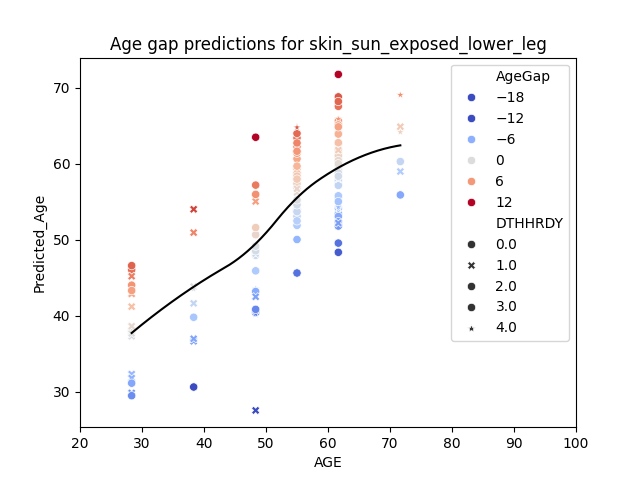 Age gap predictions for skin_sun_exposed_lower_leg
AgeGap
−18
−12
−6
0
6
12
DTHHRDY
0.0
1.0
2.0
3.0
4.0
Predicted_Age
70
60
50
40
30
20 30 40 50 60 70 80 90 100
AGE